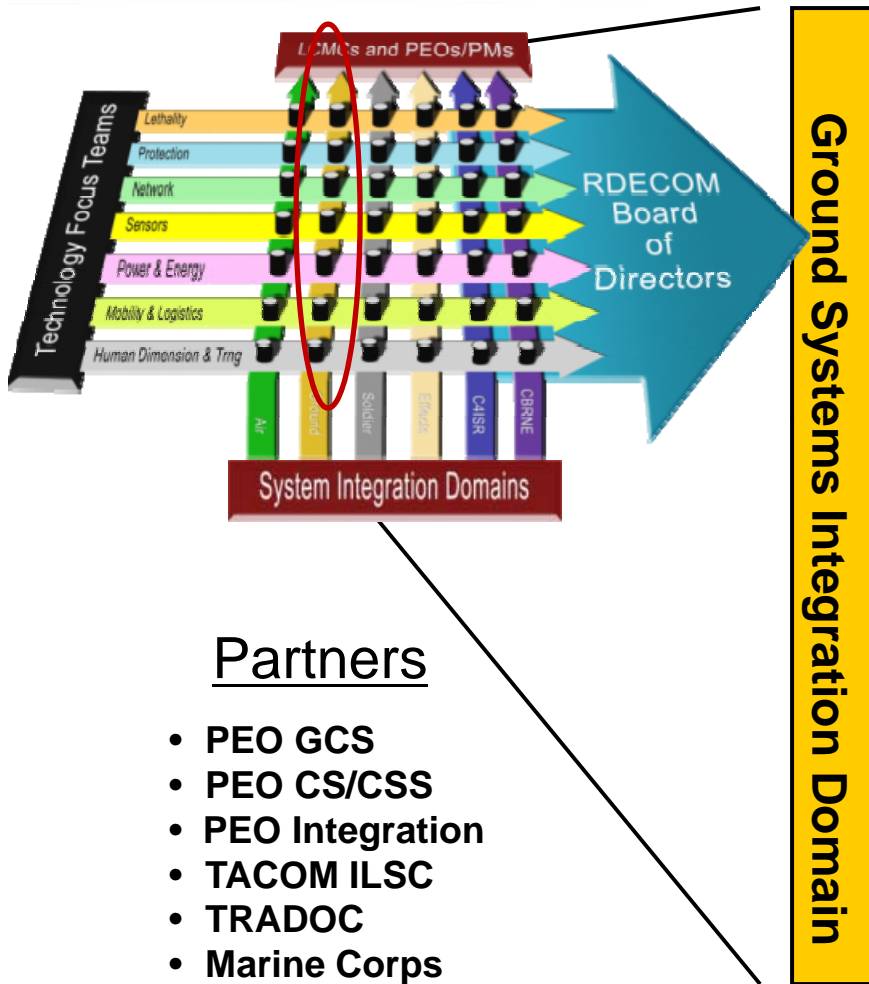 LCMCs and PEOs/PMs
Technology Focus Teams
Lethality
Protection
Network
Sensors
Power & Energy
Mobility & Logistics
Human Dimension & Trng
RDECOM
Board
of
Directors
Air
Ground
Soldier
Effects
C4ISR
CBRNE
System Integration Domains
Ground Systems Integration Domain
Partners
• PEO GCS
• PEO CS/CSS
• PEO Integration
• TACOM ILSC
• TRADOC
• Marine Corps